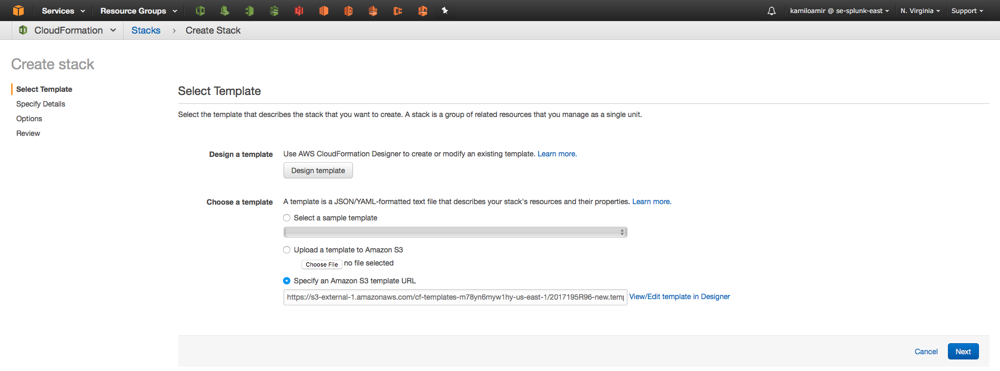 Services Resource Groups kamiloamir @ se-splunk-east N. Virginia Support
CloudFormation Stacks › Create Stack
Create stack
Select Template
Specify Details
Options
Review
Select Template
Select the template that describes the stack that you want to create. A stack is a group of related resources that you manage as a single unit.
Design a template Use AWS CloudFormation Designer to create or modify an existing template. Learn more.
Design template
Choose a template A template is a JSON/YAML-formatted text file that describes your stack's resources and their properties. Learn more.
Select a sample template
Upload a template to Amazon S3
Choose File no file selected
Specify an Amazon S3 template URL
https://s3-external-1.amazonaws.com/cf-templates-m78yn6myw1hy-us-east-1/2017195R96-new.temp View/Edit template in Designer
Cancel Next